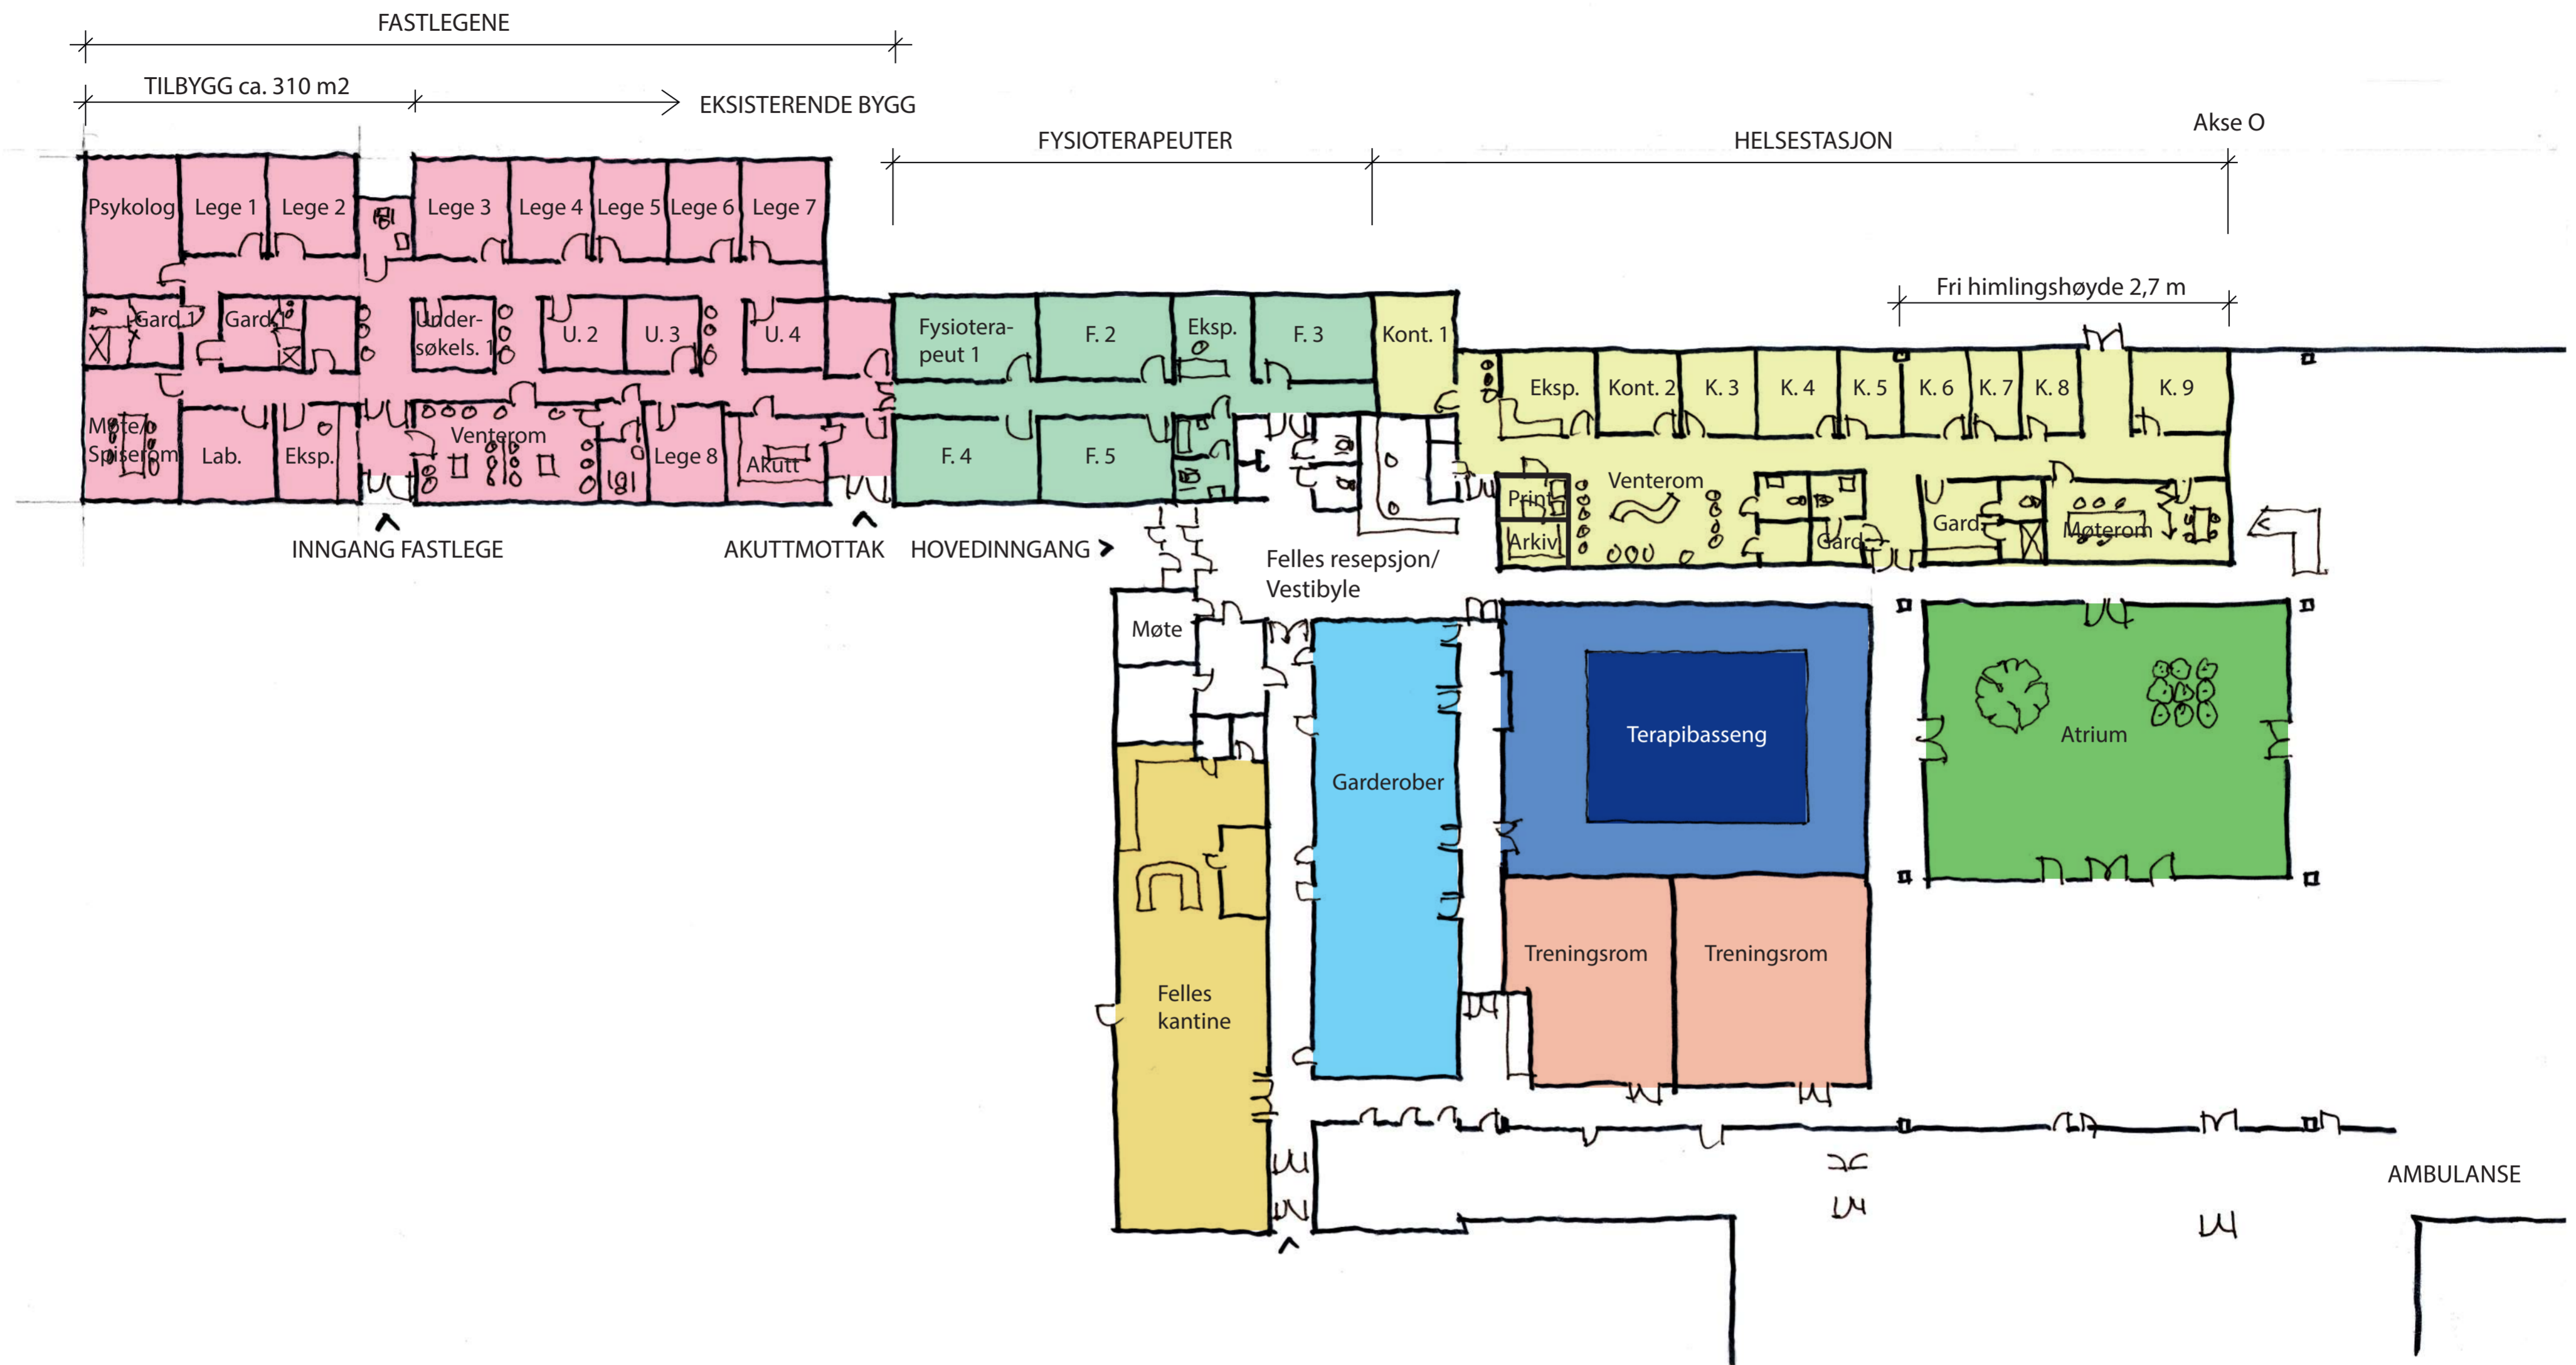 FASTLEGENE
TILBYGG ca. 310 m2
EKSISTERENDE BYGG
FYSIOTERAPEUTER
HELSESTASJON
Akse O
Psykolog
Lege 1
Lege 2
Lege 3
Lege 4
Lege 5
Lege 6
Lege 7
Fri himlingshøyde 2,7 m
Gard.1
Gard.1
Under-
søkels. 1
U. 2
U. 3
U. 4
Fysiotera-
peut 1
F. 2
Eksp.
F. 3
Kont. 1
Eksp.
Kont. 2
K. 3
K. 4
K. 5
K. 6
K. 7
K. 8
K. 9
Møte/
Spiserom
Lab.
Eksp.
Venterom
Lege 8
Akutt
F. 4
F. 5
Print
Arkiv
Venterom
Gard.
Gard.
Møterom
INNGANG FASTLEGE
AKUTTMOTTAK
HOVEDINNGANG >
Felles resepsjon/
Vestibyle
Møte
Terapibasseng
Atrium
Garderober
Treningsrom
Treningsrom
Felles
kantine
AMBULANSE